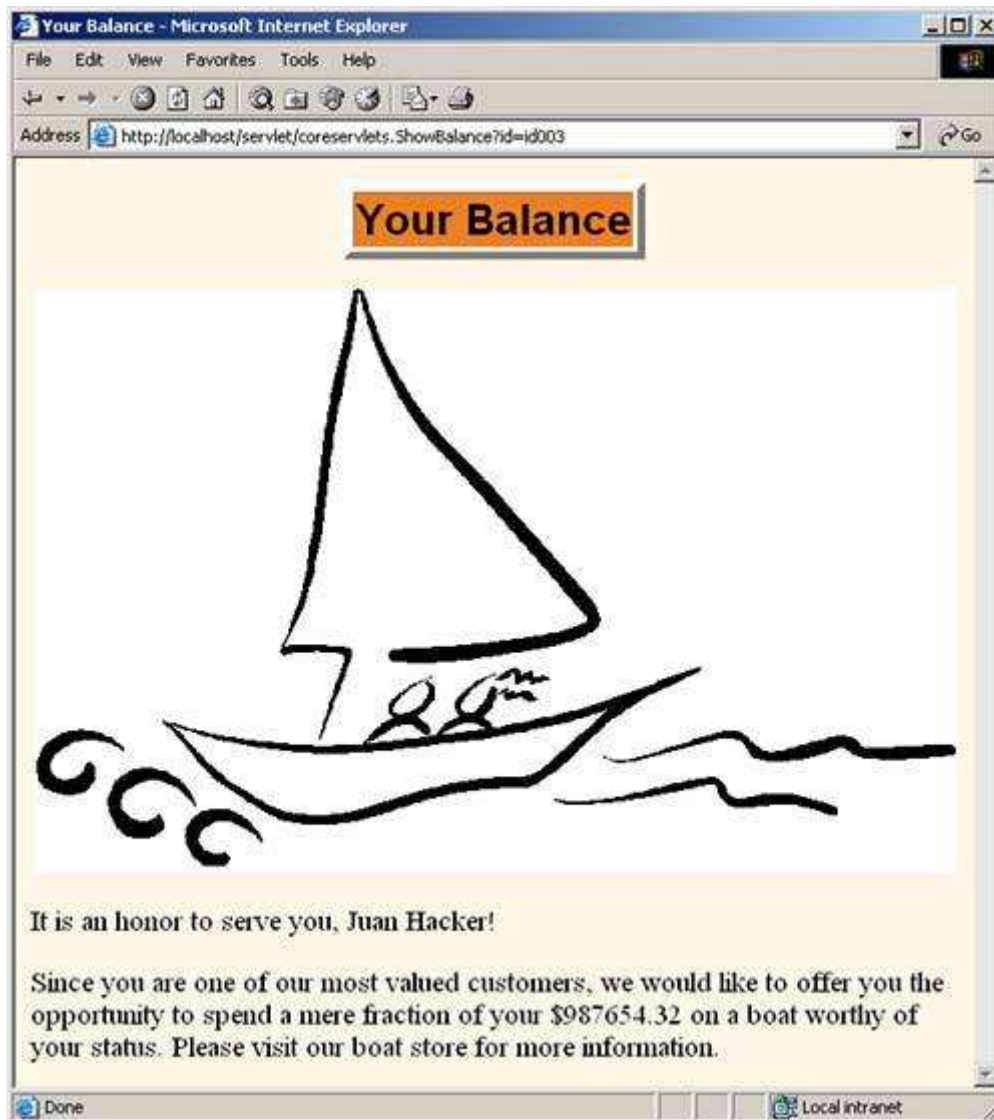 Your Balance - Microsoft Internet Explorer
File Edit View Favorites Tools Help
Address http://localhost/servlet/coreservlets.ShowBalance?id=id003 Go
Your Balance
It is an honor to serve you, Juan Hacker!
Since you are one of our most valued customers, we would like to offer you the
opportunity to spend a mere fraction of your $987654.32 on a boat worthy of
your status. Please visit our boat store for more information.
Done Local intranet